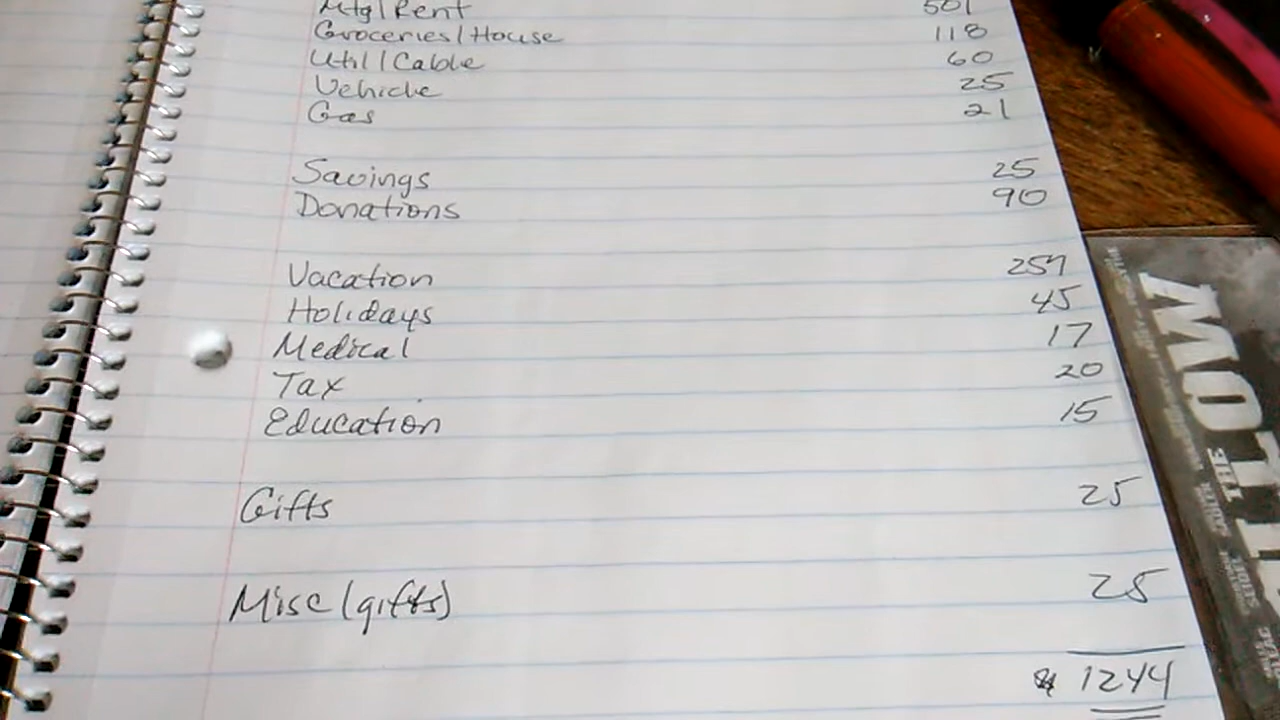 Mtg/Rent 501
Groceries/House 118
Util/Cable 60
Vehicle 25
Gas 21
Savings 25
Donations 90
Vacation 257
Holidays 45
Medical 17
Tax 20
Education 15
Gifts 25
Misc (gifts) 25
$ 1244
THE